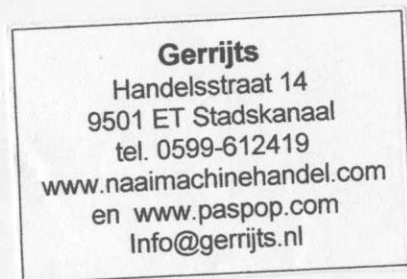 Gerrijts
Handelsstraat 14
9501 ET Stadskanaal
tel. 0599-612419
www.naaimachinehandel.com
en www.paspop.com
Info@gerrijts.nl